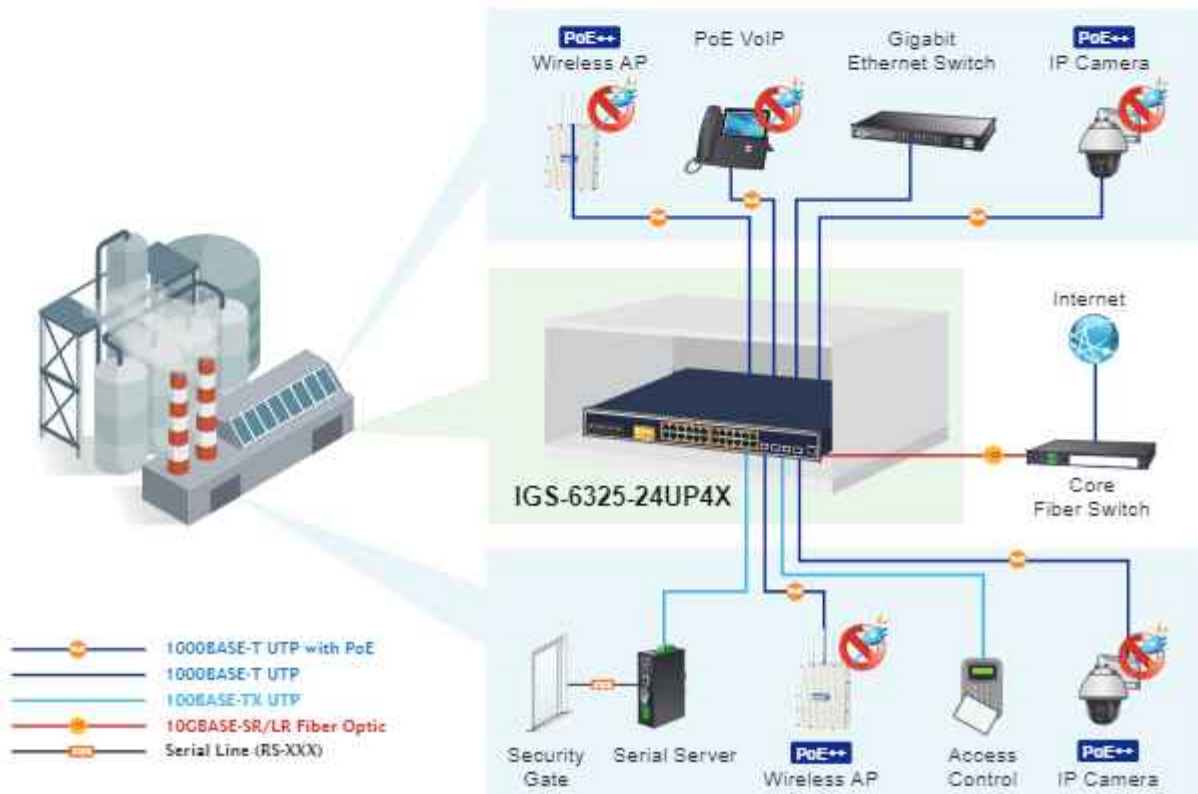 PoE++
Wireless AP
PoE VoIP
Gigabit
Ethernet Switch
PoE++
IP Camera
Internet
Core
Fiber Switch
IGS-6325-24UP4X
1000BASE-T UTP with PoE
1000BASE-T UTP
100BASE-TX UTP
10GBASE-SR/LR Fiber Optic
Serial Line (RS-XXX)
Security
Gate
Serial Server
PoE++
Wireless AP
Access
Control
PoE++
IP Camera